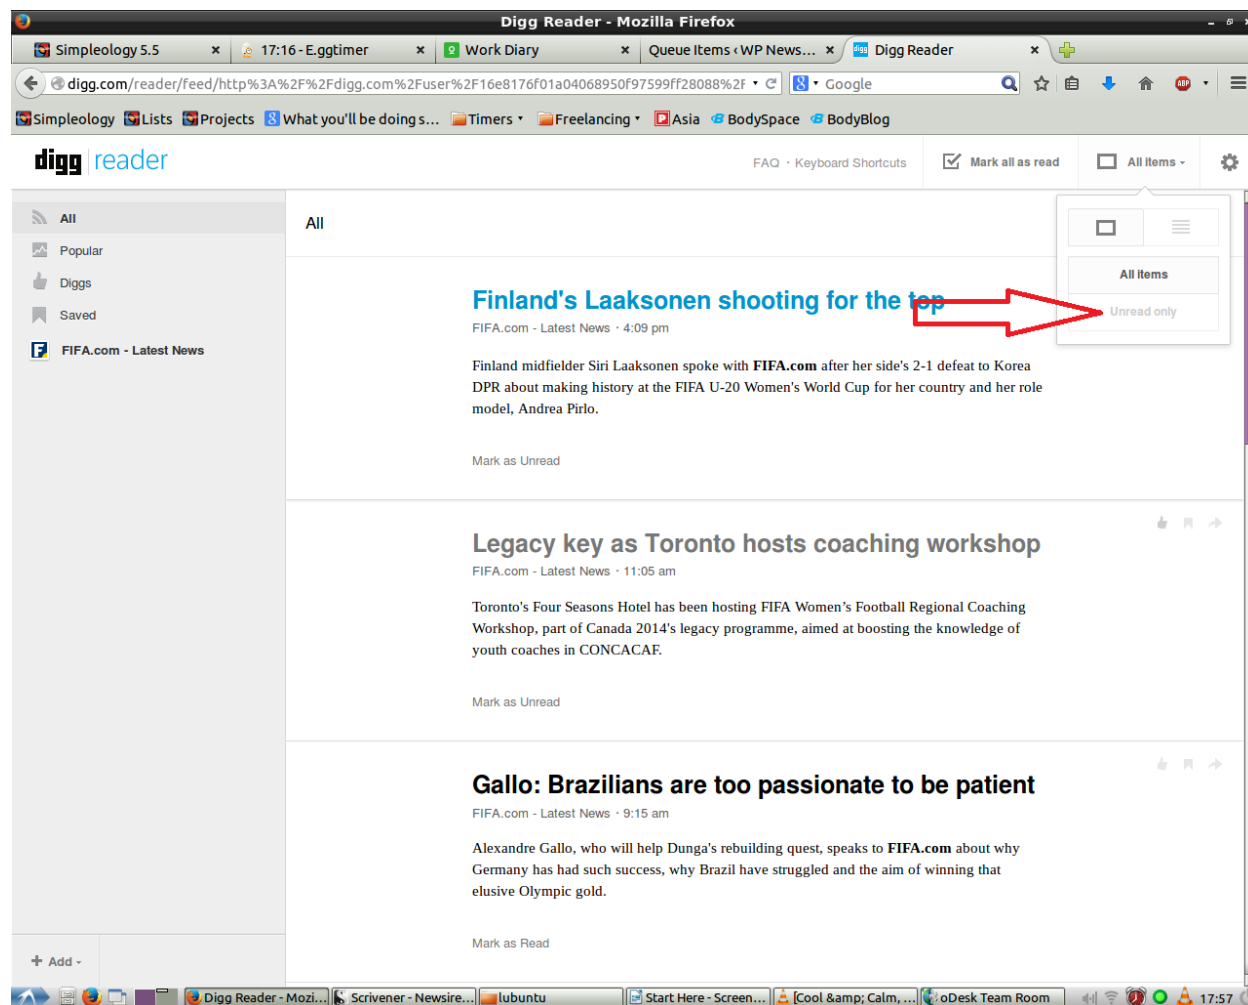 Digg Reader - Mozilla Firefox
Simpleology 5.5
17:16 - E.ggtimer
Work Diary
Queue Items ‹ WP News...
Digg Reader
digg.com/reader/feed/http%3A%2F%2Fdigg.com%2Fuser%2F16e8176f01a04068950f97599ff28088%2F
Google
Simpleology Lists Projects What you'll be doing s... Timers Freelancing Asia BodySpace BodyBlog
digg reader
FAQ · Keyboard Shortcuts
Mark all as read
All items
All
Popular
Diggs
Saved
FIFA.com - Latest News
All
All items
Unread only
Finland's Laaksonen shooting for the top
FIFA.com - Latest News · 4:09 pm
Finland midfielder Siri Laaksonen spoke with FIFA.com after her side's 2-1 defeat to Korea
DPR about making history at the FIFA U-20 Women's World Cup for her country and her role
model, Andrea Pirlo.
Mark as Unread
Legacy key as Toronto hosts coaching workshop
FIFA.com - Latest News · 11:05 am
Toronto's Four Seasons Hotel has been hosting FIFA Women’s Football Regional Coaching
Workshop, part of Canada 2014's legacy programme, aimed at boosting the knowledge of
youth coaches in CONCACAF.
Mark as Unread
Gallo: Brazilians are too passionate to be patient
FIFA.com - Latest News · 9:15 am
Alexandre Gallo, who will help Dunga's rebuilding quest, speaks to FIFA.com about why
Germany has had such success, why Brazil have struggled and the aim of winning that
elusive Olympic gold.
Mark as Read
+ Add
Digg Reader - Mozi...
Scrivener - Newsire...
lubuntu
Start Here - Screen...
[Cool &amp; Calm, ...
oDesk Team Room
17:57